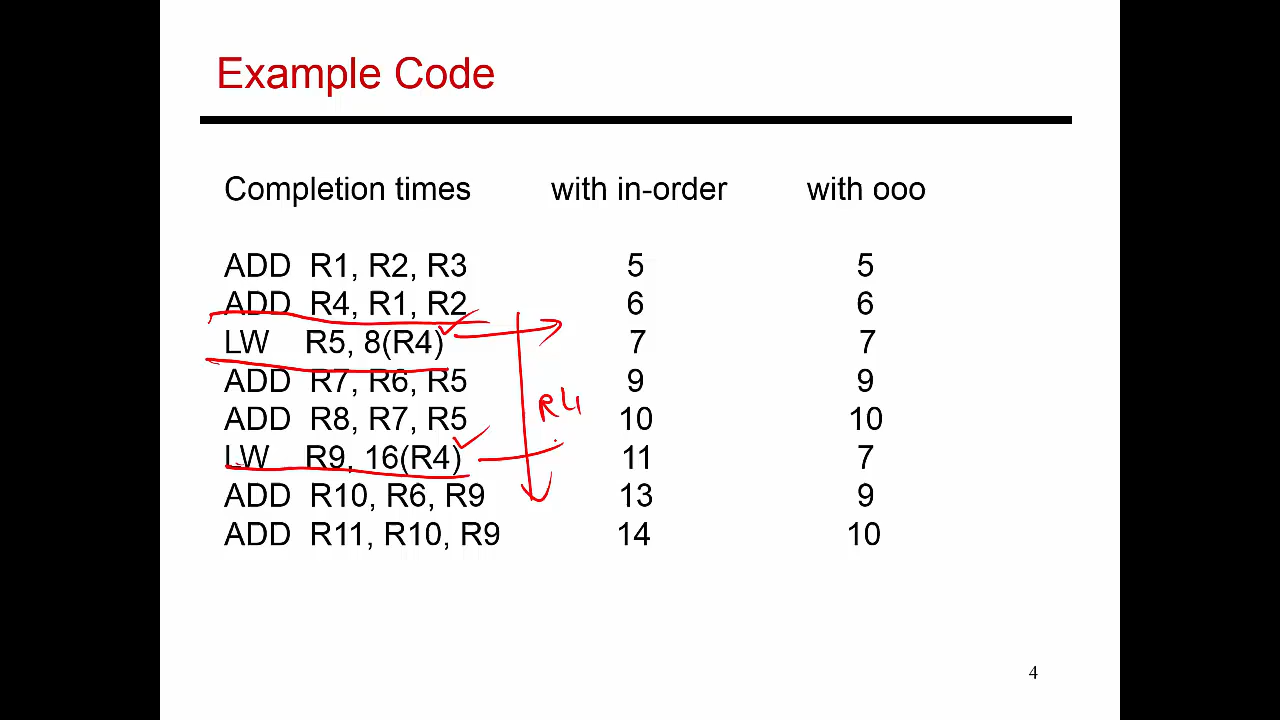 Example Code
Completion times with in-order with ooo
ADD R1, R2, R3 5 5
ADD R4, R1, R2 6 6
LW R5, 8(R4) 7 7
ADD R7, R6, R5 9 9
R4
ADD R8, R7, R5 10 10
LW R9, 16(R4) 11 7
ADD R10, R6, R9 13 9
ADD R11, R10, R9 14 10
4